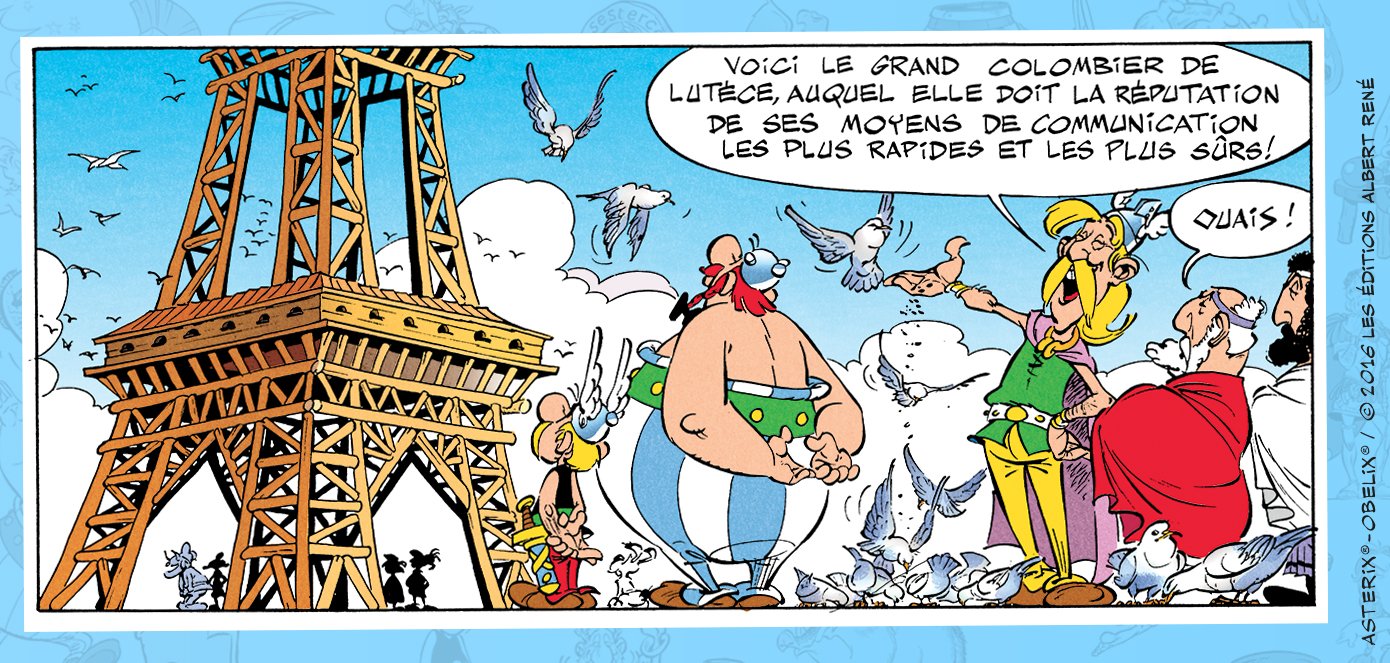 VOICI LE GRAND COLOMBIER DE
LUTÈCE, AUQUEL ELLE DOIT LA RÉPUTATION
DE SES MOYENS DE COMMUNICATION
LES PLUS RAPIDES ET LES PLUS SÛRS!
OUAIS !
ASTERIX®-OBELIX® / © 2016 LES ÉDITIONS ALBERT RENÉ